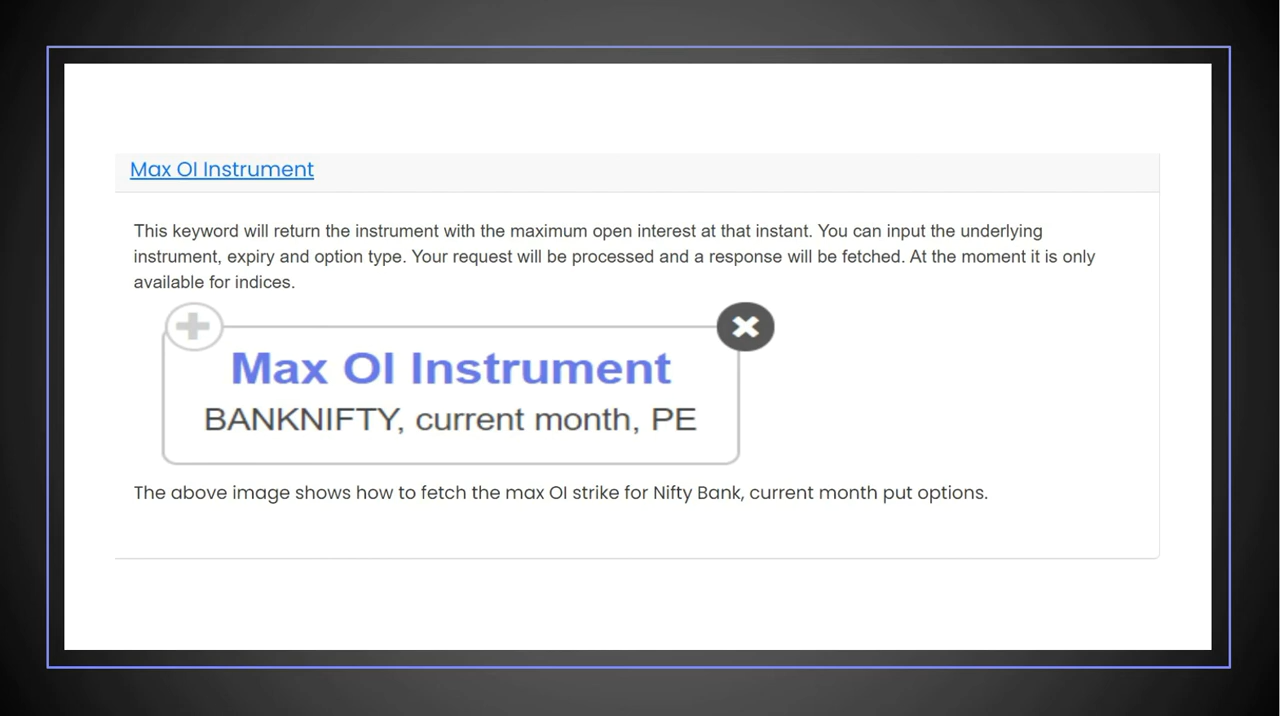 Max OI Instrument
This keyword will return the instrument with the maximum open interest at that instant. You can input the underlying
instrument, expiry and option type. Your request will be processed and a response will be fetched. At the moment it is only
available for indices.
Max OI Instrument
BANKNIFTY, current month, PE
The above image shows how to fetch the max OI strike for Nifty Bank, current month put options.